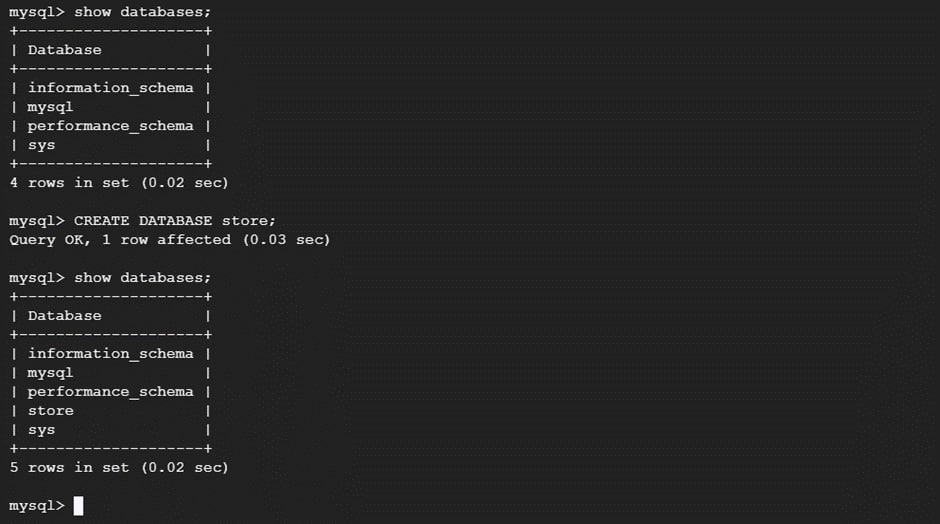 mysql> show databases;
+--------------------+
| Database           |
+--------------------+
| information_schema |
| mysql              |
| performance_schema |
| sys                |
+--------------------+
4 rows in set (0.02 sec)
mysql> CREATE DATABASE store;
Query OK, 1 row affected (0.03 sec)
mysql> show databases;
+--------------------+
| Database           |
+--------------------+
| information_schema |
| mysql              |
| performance_schema |
| store              |
| sys                |
+--------------------+
5 rows in set (0.02 sec)
mysql>